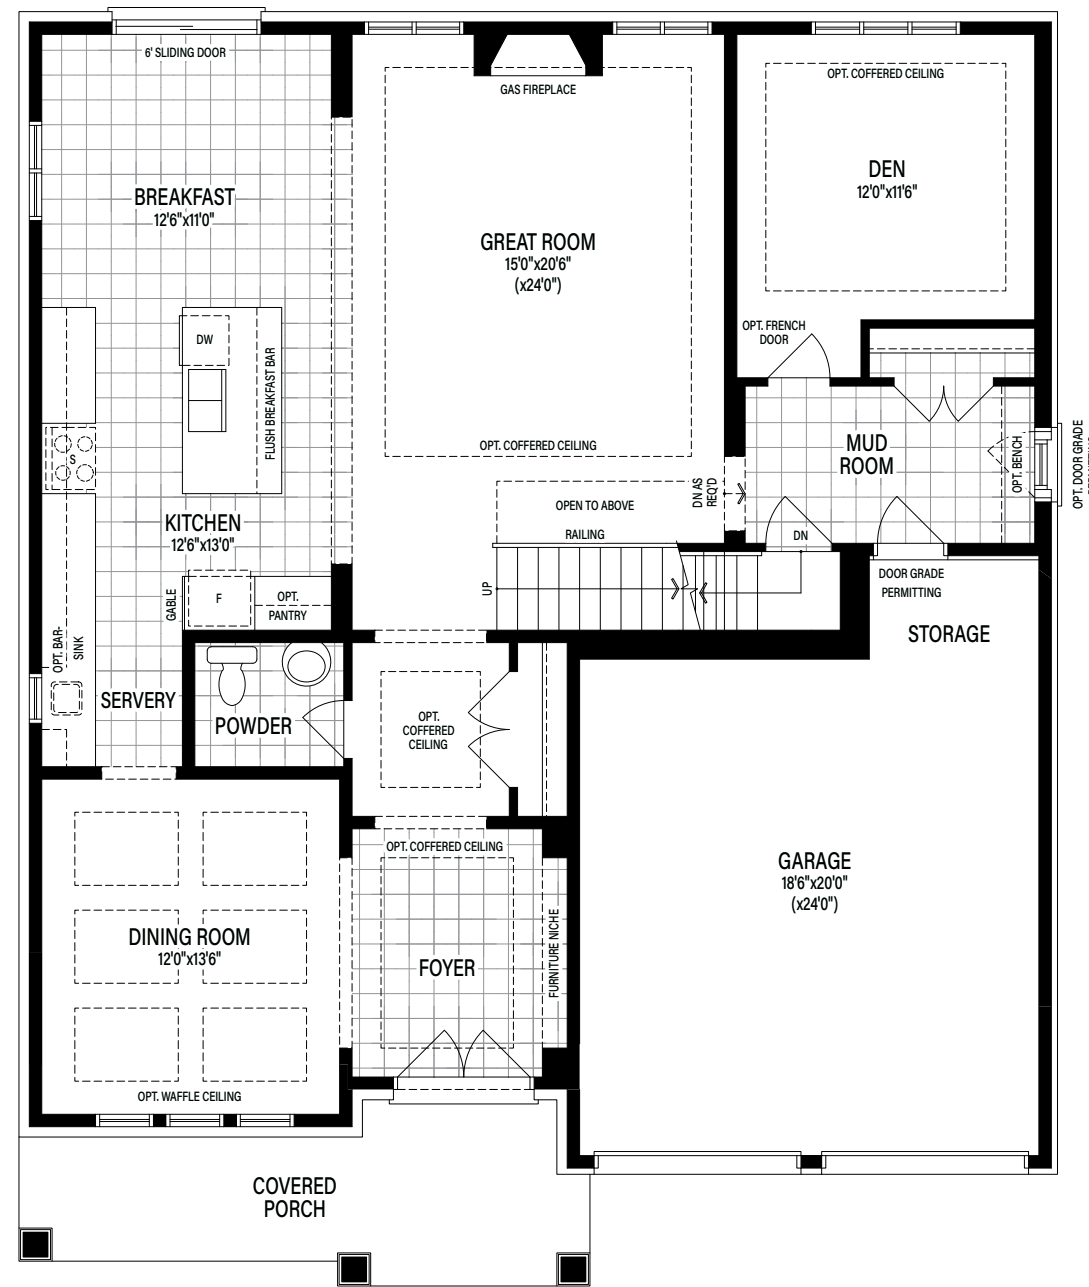 6' SLIDING DOOR
BREAKFAST
12'6"x11'0"
GAS FIREPLACE
GREAT ROOM
15'0"x20'6"
(x24'0")
OPT. COFFERED CEILING
OPT. COFFERED CEILING
DEN
12'0"x11'6"
OPT. FRENCH
DOOR
DW
FLUSH BREAKFAST BAR
S
KITCHEN
12'6"x13'0"
MUD
ROOM
OPT. BENCH
OPT. DOOR GRADE
DN AS
REQ'D
OPEN TO ABOVE
RAILING
UP
DN
DOOR GRADE
PERMITTING
STORAGE
GABLE
F
OPT.
PANTRY
OPT. BAR-
SINK
SERVERY
POWDER
OPT.
COFFERED
CEILING
OPT. COFFERED CEILING
FOYER
FURNITURE NICHE
DINING ROOM
12'0"x13'6"
OPT. WAFFLE CEILING
GARAGE
18'6"x20'0"
(x24'0")
COVERED
PORCH